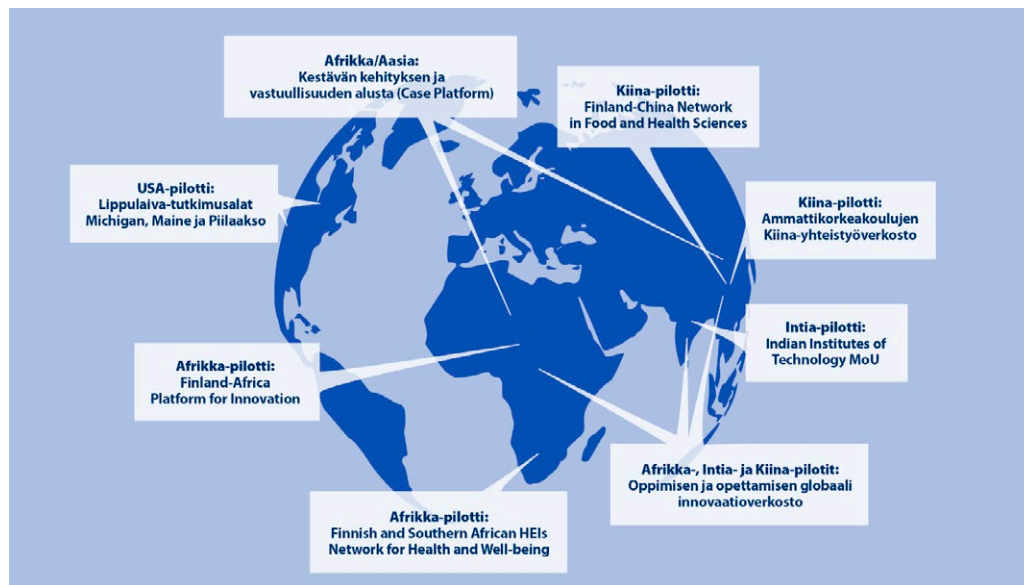 Afrikka/Aasia:
Kestävän kehityksen ja
vastuullisuuden alusta (Case Platform)
Kiina-pilotti:
Finland-China Network
in Food and Health Sciences
USA-pilotti:
Lippulaiva-tutkimusalat
Michigan, Maine ja Piilaakso
Kiina-pilotti:
Ammattikorkeakoulujen
Kiina-yhteistyöverkosto
Intia-pilotti:
Indian Institutes of
Technology MoU
Afrikka-pilotti:
Finland-Africa
Platform for Innovation
Afrikka-, Intia- ja Kiina-pilotit:
Oppimisen ja opettamisen globaali
innovaatioverkosto
Afrikka-pilotti:
Finnish and Southern African HEIs
Network for Health and Well-being